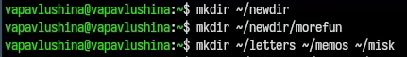 vapavlushina@vapavlushina:~$ mkdir ~/newdir
vapavlushina@vapavlushina:~$ mkdir ~/newdir/morefun
vapavlushina@vapavlushina:~$ mkdir ~/letters ~/memos ~/misk